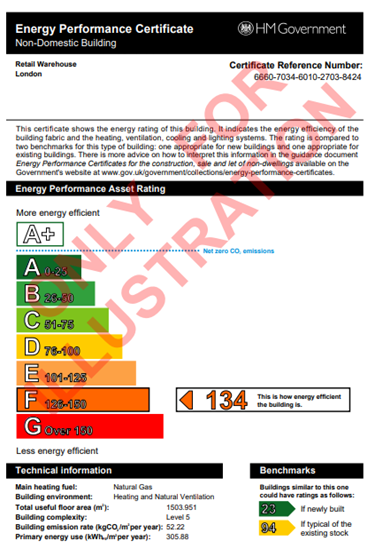 Energy Performance Certificate
Non-Domestic Building
HM Government
Retail Warehouse
London
Certificate Reference Number:
6660-7034-6010-2703-8424
This certificate shows the energy rating of this building. It indicates the energy efficiency of the
building fabric and the heating, ventilation, cooling and lighting systems. The rating is compared to
two benchmarks for this type of building: one appropriate for new buildings and one appropriate for
existing buildings. There is more advice on how to interpret this information in the guidance document
Energy Performance Certificates for the construction, sale and let of non-dwellings available on the
Government's website at www.gov.uk/government/collections/energy-performance-certificates.
Energy Performance Asset Rating
More energy efficient
A+
Net zero CO₂ emissions
A 0-25
B 26-50
C 51-75
D 76-100
E 101-125
F 126-150
134
This is how energy efficient
the building is.
G Over 150
Less energy efficient
ONLY FOR
ILLUSTRATION
Technical information
Main heating fuel: Natural Gas
Building environment: Heating and Natural Ventilation
Total useful floor area (m²): 1503.951
Building complexity: Level 5
Building emission rate (kgCO₂/m²per year): 52.22
Primary energy use (kWhₜₕ/m²per year): 305.88
Benchmarks
Buildings similar to this one
could have ratings as follows:
23 If newly built
94 If typical of the
existing stock